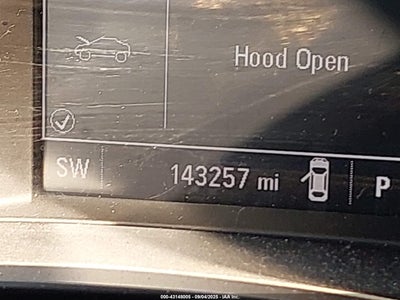 Hood Open
SW 143257 mi P
000-43148005 - 09/04/2025 - IAA Inc.